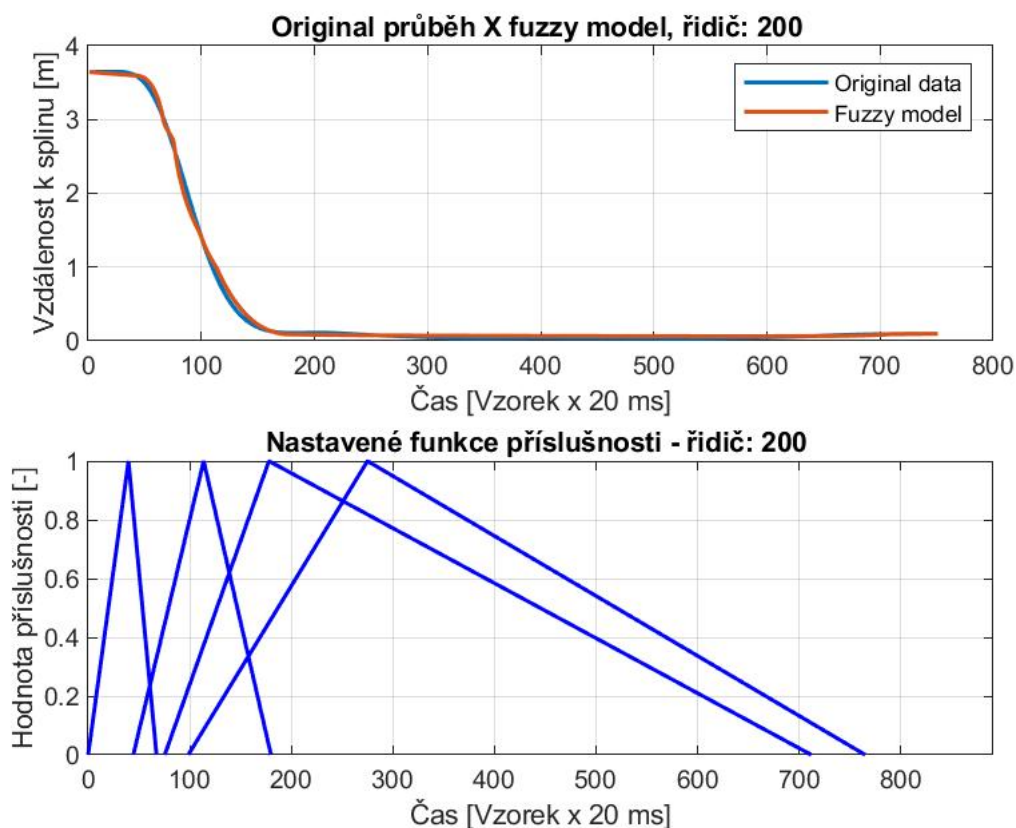 Original průběh X fuzzy model, řidič: 200
4
3
2
1
0
Vzdálenost k splinu [m]
Original data
Fuzzy model
0 100 200 300 400 500 600 700 800
Čas [Vzorek x 20 ms]
Nastavené funkce příslušnosti - řidič: 200
1
0.8
0.6
0.4
0.2
0
Hodnota příslušnosti [-]
0 100 200 300 400 500 600 700 800
Čas [Vzorek x 20 ms]